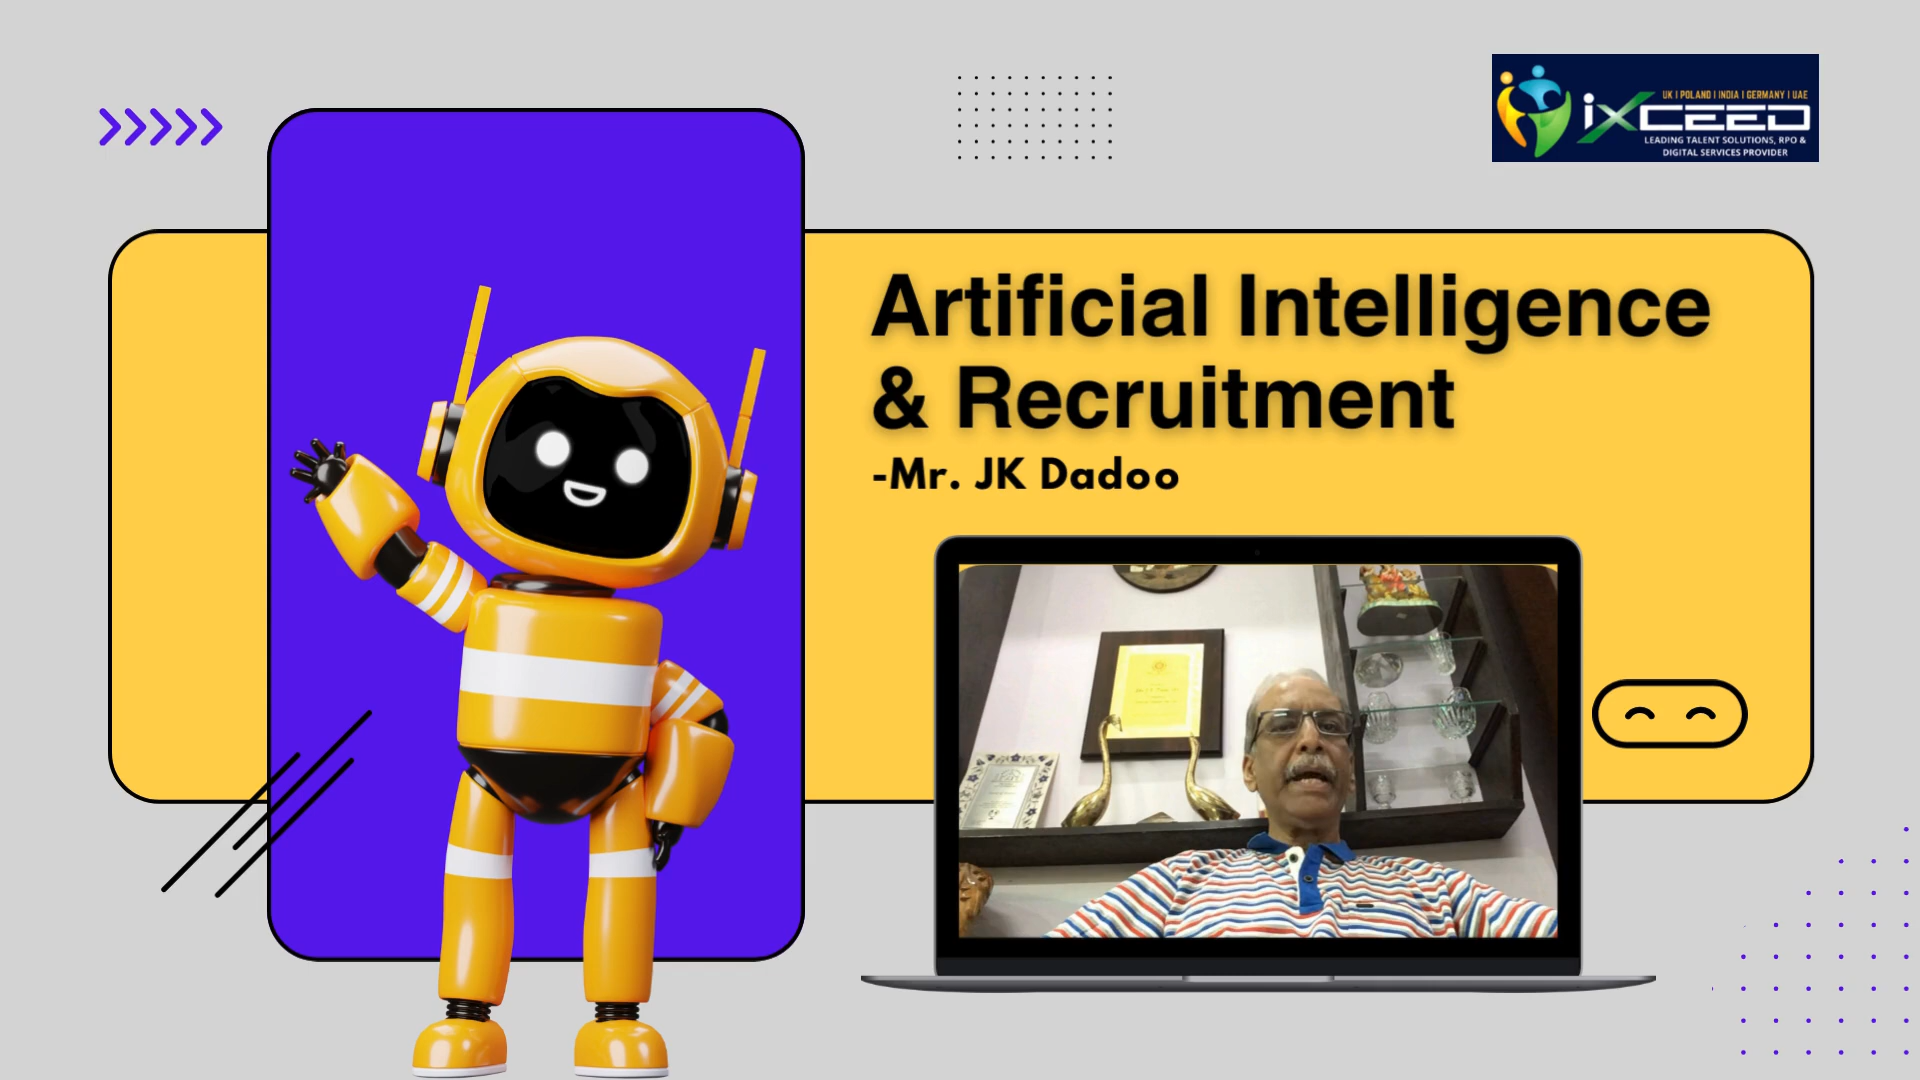 UK | POLAND | INDIA | GERMANY | UAE
iXCEED
LEADING TALENT SOLUTIONS, RPO &
DIGITAL SERVICES PROVIDER
Artificial Intelligence
& Recruitment
-Mr. JK Dadoo